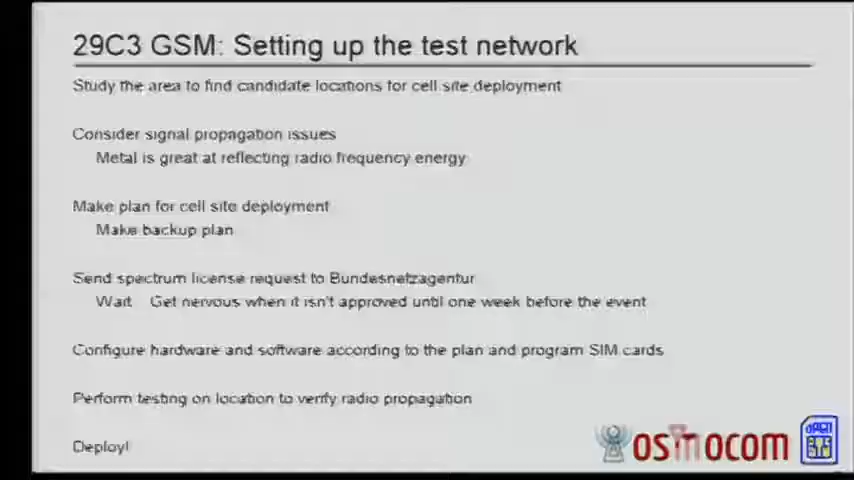 29C3 GSM: Setting up the test network
Study the area to find candidate locations for cell site deployment
Consider signal propagation issues
Metal is great at reflecting radio frequency energy
Make plan for cell site deployment
Make backup plan
Send spectrum license request to Bundesnetzagentur
Wait Get nervous when it isn't approved until one week before the event
Configure hardware and software according to the plan and program SIM cards
Perform testing on location to verify radio propagation
Deploy!
osmocom